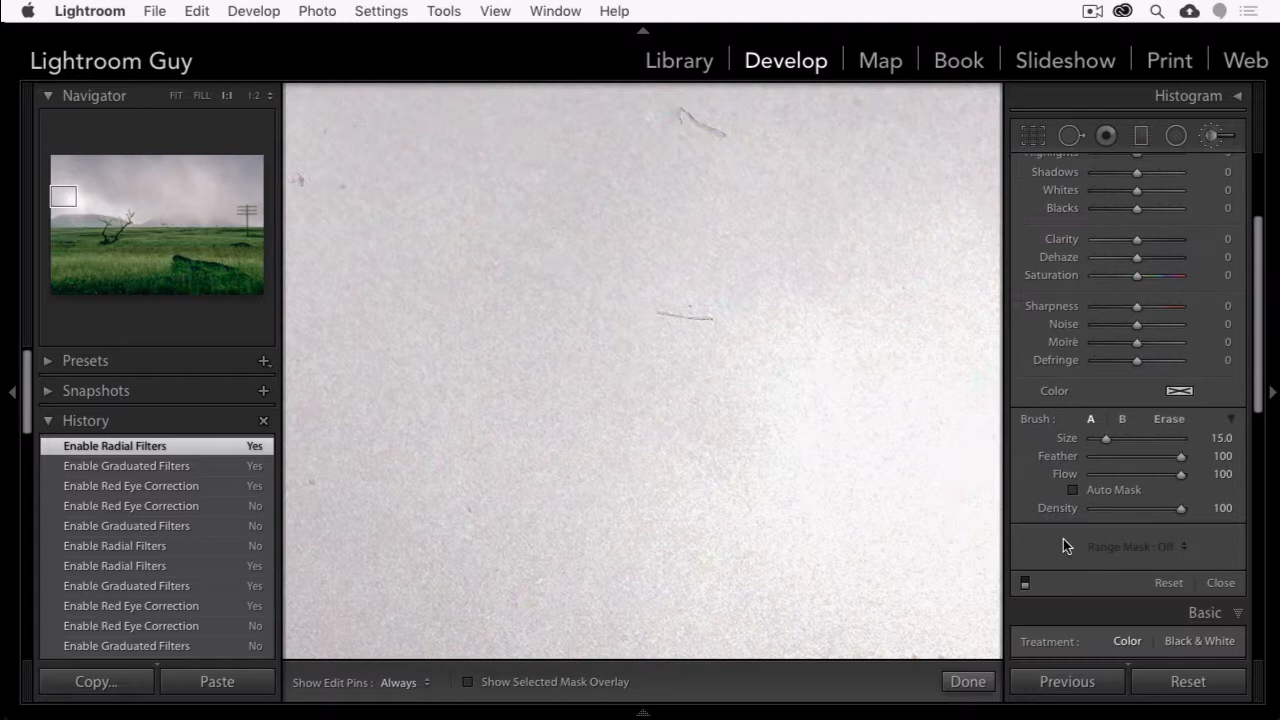 Lightroom File Edit Develop Photo Settings Tools View Window Help
Lightroom Guy
Library Develop Map Book Slideshow Print Web
Navigator FIT FILL 1:1 1:2
Presets
Snapshots
History
Enable Radial Filters Yes
Enable Graduated Filters Yes
Enable Red Eye Correction Yes
Enable Red Eye Correction No
Enable Graduated Filters No
Enable Radial Filters No
Enable Radial Filters Yes
Enable Graduated Filters Yes
Enable Red Eye Correction Yes
Enable Red Eye Correction No
Enable Graduated Filters No
Copy... Paste
Show Edit Pins : Always Show Selected Mask Overlay Done
Histogram
Highlights 0
Shadows 0
Whites 0
Blacks 0
Clarity 0
Dehaze 0
Saturation 0
Sharpness 0
Noise 0
Moiré 0
Defringe 0
Color
Brush : A B Erase
Size 15.0
Feather 100
Flow 100
Auto Mask
Density 100
Range Mask : Off
Reset Close
Basic
Treatment : Color Black & White
Previous Reset